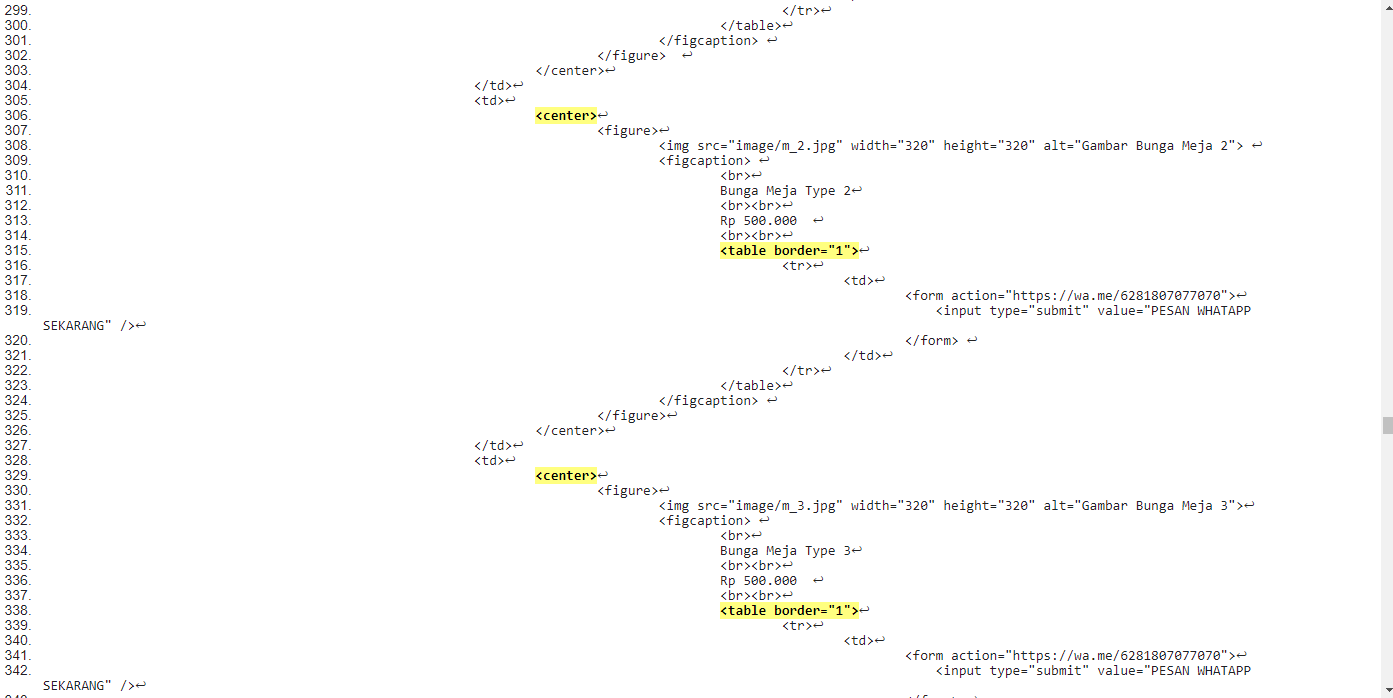 299. </tr>↩
300. </table>↩
301. </figcaption> ↩
302. </figure> ↩
303. </center>↩
304. </td>↩
305. <td>↩
306. <center>↩
307. <figure>↩
308. <img src="image/m_2.jpg" width="320" height="320" alt="Gambar Bunga Meja 2"> ↩
309. <figcaption> ↩
310. <br>↩
311. Bunga Meja Type 2↩
312. <br><br>↩
313. Rp 500.000 ↩
314. <br><br>↩
315. <table border="1">↩
316. <tr>↩
317. <td>↩
318. <form action="https://wa.me/6281807077070">↩
319. <input type="submit" value="PESAN WHATAPP
SEKARANG" />↩
320. </form> ↩
321. </td>↩
322. </tr>↩
323. </table>↩
324. </figcaption> ↩
325. </figure>↩
326. </center>↩
327. </td>↩
328. <td>↩
329. <center>↩
330. <figure>↩
331. <img src="image/m_3.jpg" width="320" height="320" alt="Gambar Bunga Meja 3">↩
332. <figcaption> ↩
333. <br>↩
334. Bunga Meja Type 3↩
335. <br><br>↩
336. Rp 500.000 ↩
337. <br><br>↩
338. <table border="1">↩
339. <tr>↩
340. <td>↩
341. <form action="https://wa.me/6281807077070">↩
342. <input type="submit" value="PESAN WHATAPP
SEKARANG" />↩